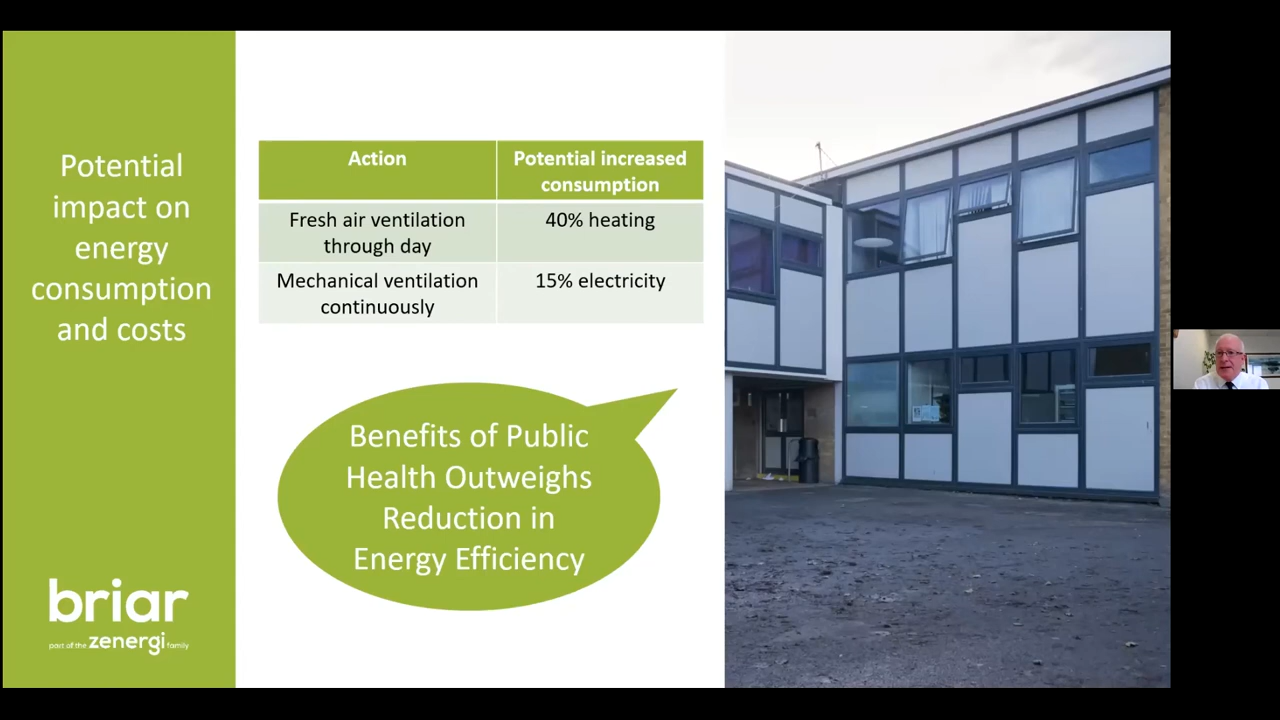 Potential
impact on
energy
consumption
and costs
Action
Potential increased
consumption
Fresh air ventilation
through day
40% heating
Mechanical ventilation
continuously
15% electricity
Benefits of Public
Health Outweighs
Reduction in
Energy Efficiency
briar
part of the zenergi family